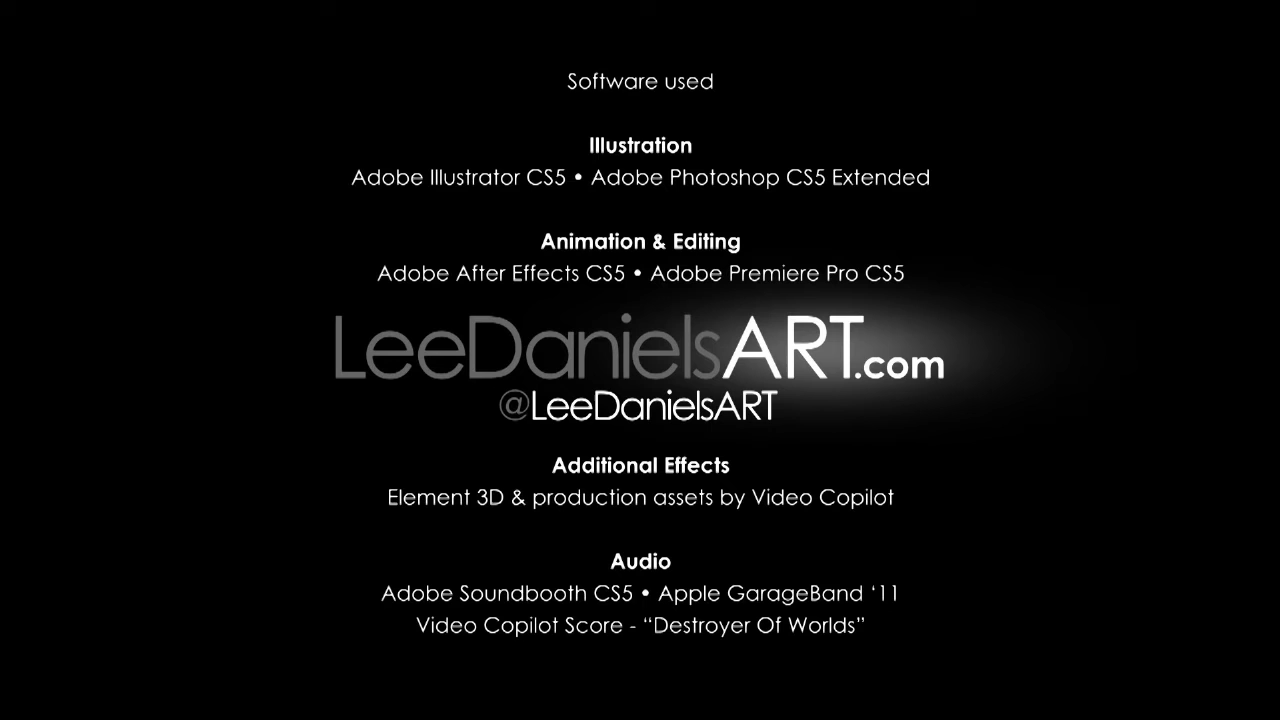 Software used
Illustration
Adobe Illustrator CS5 • Adobe Photoshop CS5 Extended
Animation & Editing
Adobe After Effects CS5 • Adobe Premiere Pro CS5
LeeDanielsART.com
@LeeDanielsART
Additional Effects
Element 3D & production assets by Video Copilot
Audio
Adobe Soundbooth CS5 • Apple GarageBand ‘11
Video Copilot Score - “Destroyer Of Worlds”